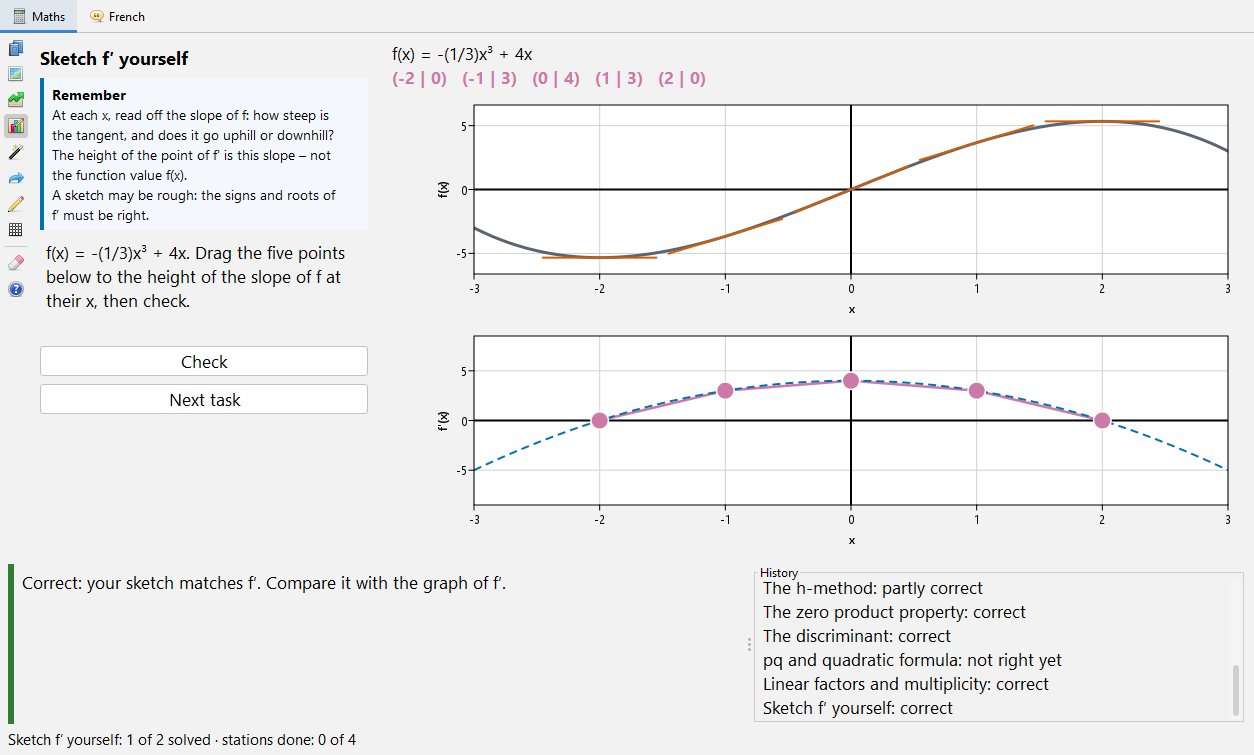 Maths
French
Sketch f′ yourself
Remember
At each x, read off the slope of f: how steep is
the tangent, and does it go uphill or downhill?
The height of the point of f′ is this slope – not
the function value f(x).
A sketch may be rough: the signs and roots of
f′ must be right.
f(x) = -(1/3)x³ + 4x. Drag the five points
below to the height of the slope of f at
their x, then check.
Check
Next task
f(x) = -(1/3)x³ + 4x
(-2 | 0) (-1 | 3) (0 | 4) (1 | 3) (2 | 0)
f(x)
5
0
-5
-3 -2 -1 0 1 2 3
x
f′(x)
5
0
-5
-3 -2 -1 0 1 2 3
x
Correct: your sketch matches f′. Compare it with the graph of f′.
History
The h-method: partly correct
The zero product property: correct
The discriminant: correct
pq and quadratic formula: not right yet
Linear factors and multiplicity: correct
Sketch f′ yourself: correct
Sketch f′ yourself: 1 of 2 solved · stations done: 0 of 4